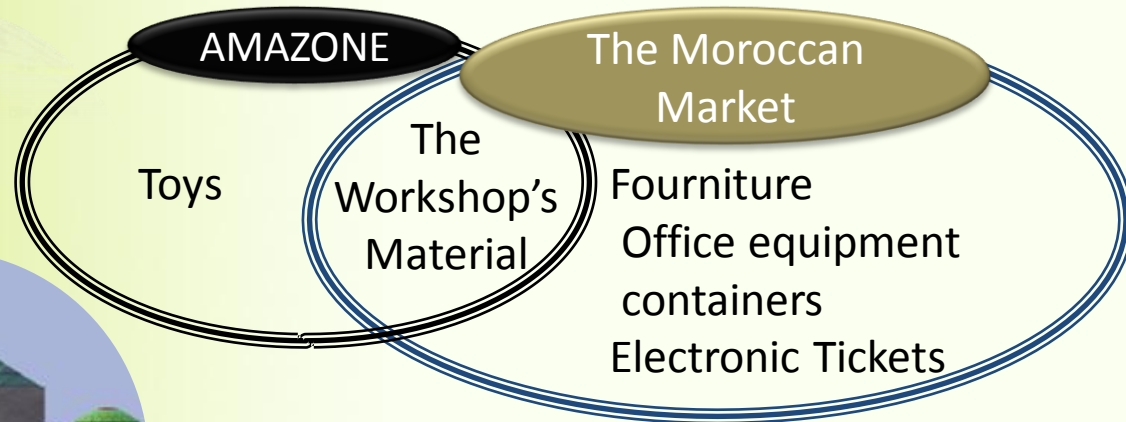 AMAZONE
The Moroccan
Market
Toys
The
Workshop's
Material
Fourniture
Office equipment
containers
Electronic Tickets